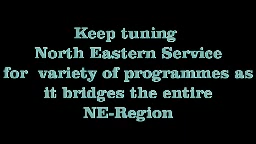 Keep tuning
North Eastern Service
for variety of programmes as
it bridges the entire
NE-Region